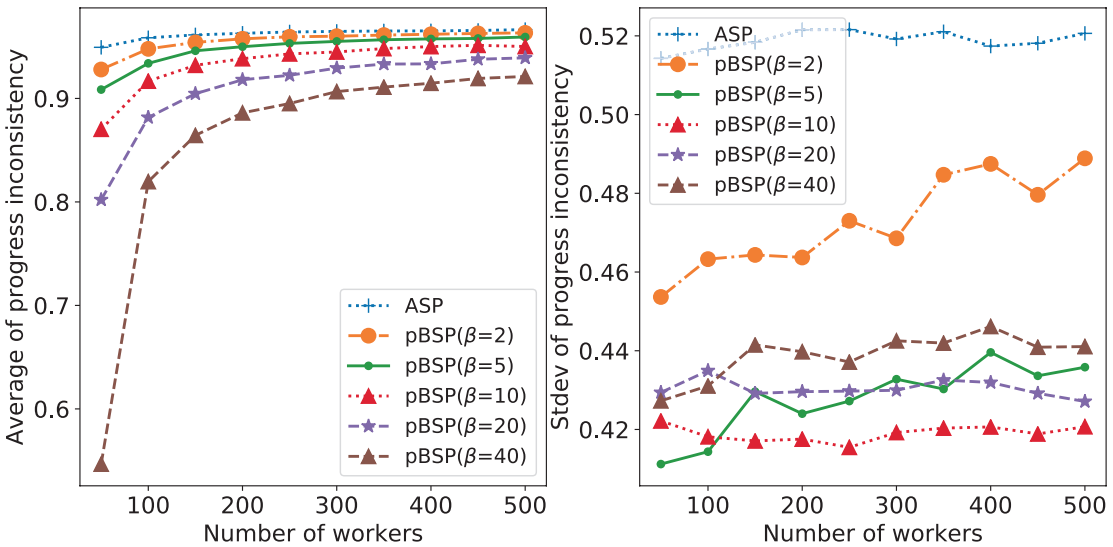 Average of progress inconsistency
0.9
0.8
0.7
0.6
ASP
pBSP(β=2)
pBSP(β=5)
pBSP(β=10)
pBSP(β=20)
pBSP(β=40)
100 200 300 400 500
Number of workers
Stdev of progress inconsistency
0.52
0.50
0.48
0.46
0.44
0.42
ASP
pBSP(β=2)
pBSP(β=5)
pBSP(β=10)
pBSP(β=20)
pBSP(β=40)
100 200 300 400 500
Number of workers